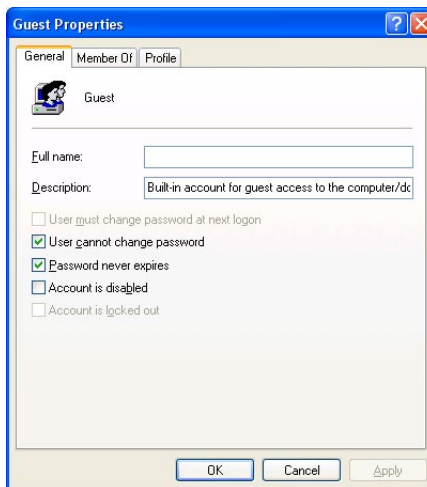 Guest Properties
General Member Of Profile
Guest
Full name:
Description: Built-in account for guest access to the computer/dc
User must change password at next logon
User cannot change password
Password never expires
Account is disabled
Account is locked out
OK Cancel Apply